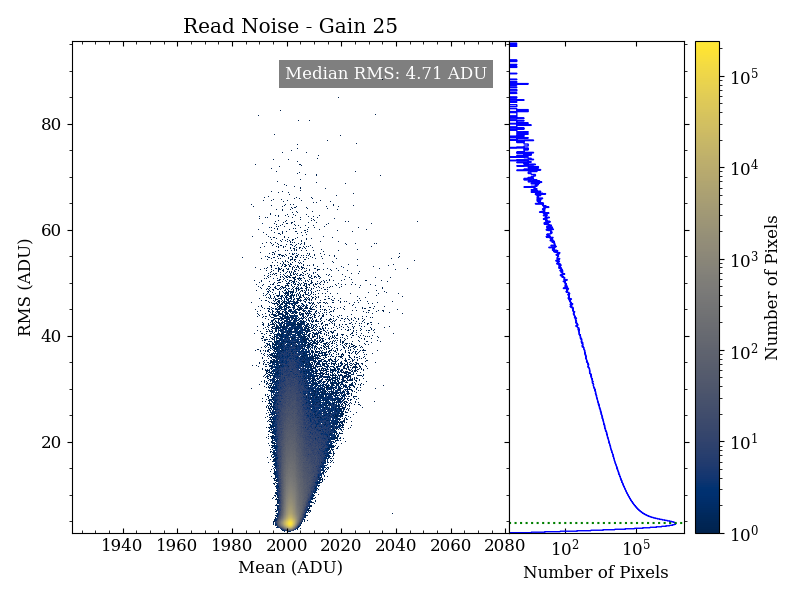 Read Noise - Gain 25
Median RMS: 4.71 ADU
RMS (ADU)
80
60
40
20
1940 1960 1980 2000 2020 2040 2060 2080
Mean (ADU)
10^2 10^5
Number of Pixels
10^5
10^4
10^3
10^2
10^1
10^0
Number of Pixels